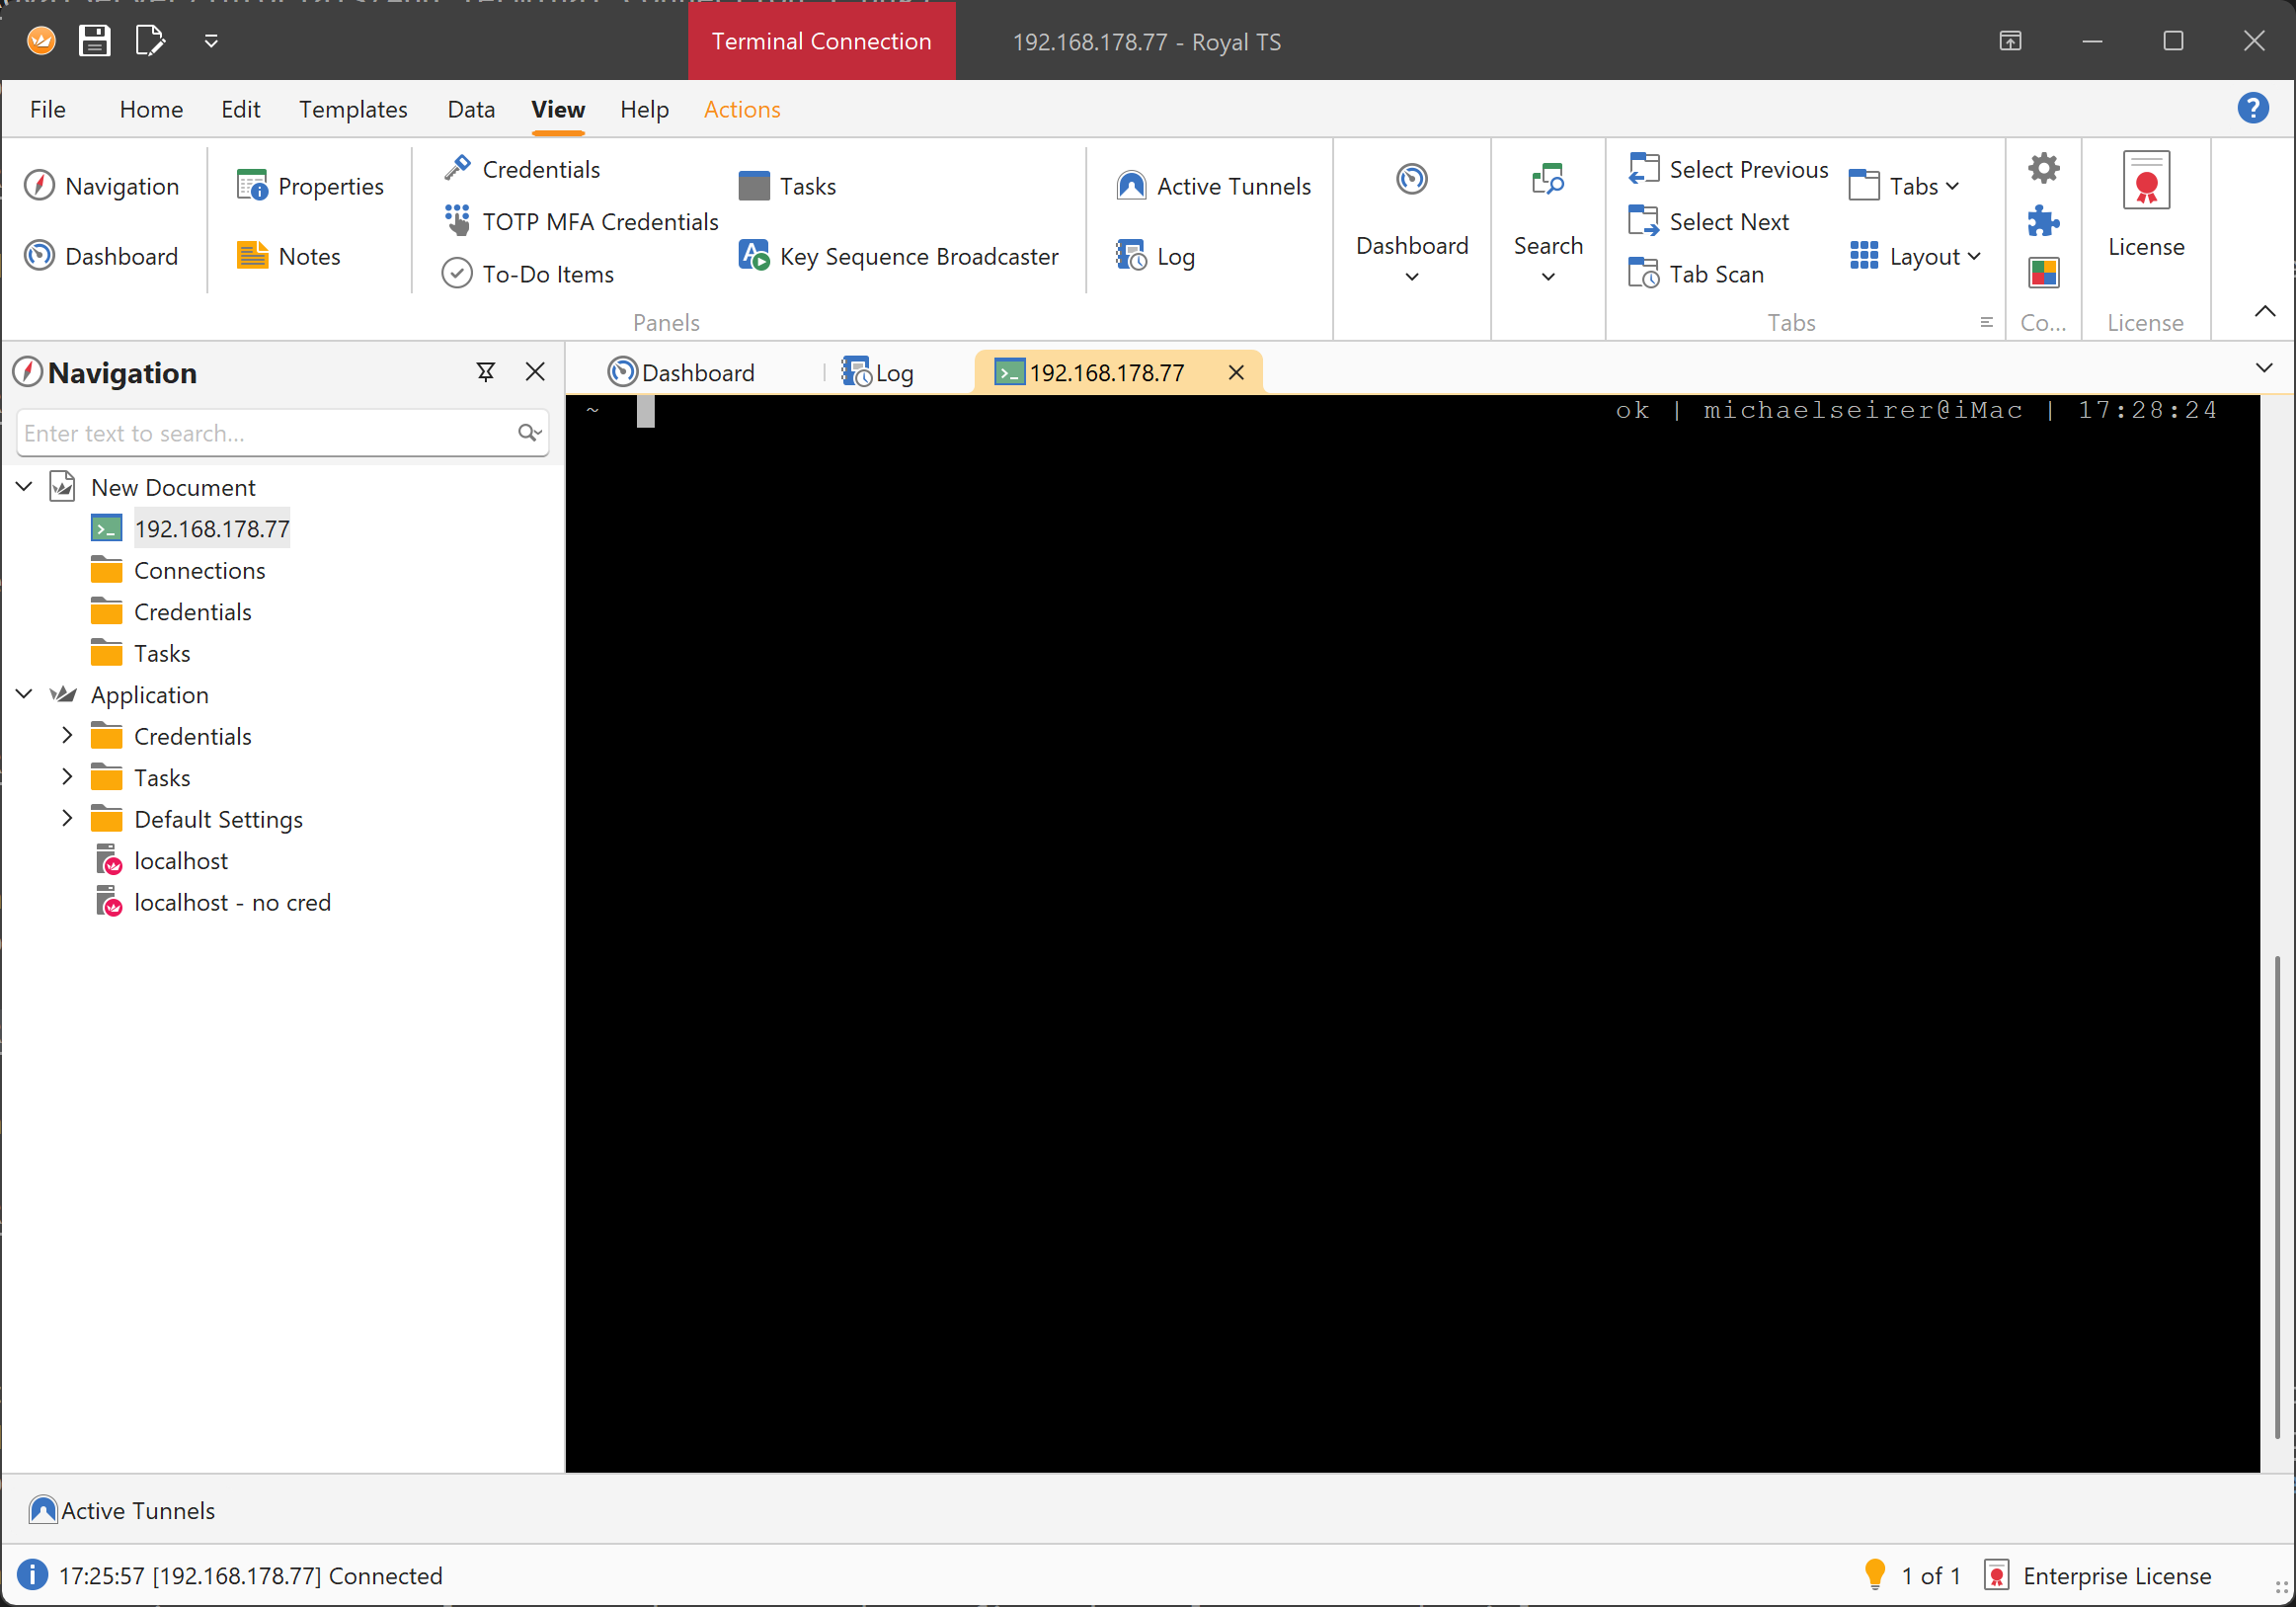 Terminal Connection
192.168.178.77 - Royal TS
File Home Edit Templates Data View Help Actions
Navigation
Dashboard
Properties
Notes
Credentials
TOTP MFA Credentials
To-Do Items
Tasks
Key Sequence Broadcaster
Active Tunnels
Log
Panels
Dashboard
Search
Select Previous
Select Next
Tab Scan
Tabs
Layout
Tabs
Co...
License
License
Navigation
Enter text to search...
New Document
192.168.178.77
Connections
Credentials
Tasks
Application
Credentials
Tasks
Default Settings
localhost
localhost - no cred
Dashboard
Log
192.168.178.77
~ ok | michaelseirer@iMac | 17:28:24
Active Tunnels
17:25:57 [192.168.178.77] Connected
1 of 1
Enterprise License